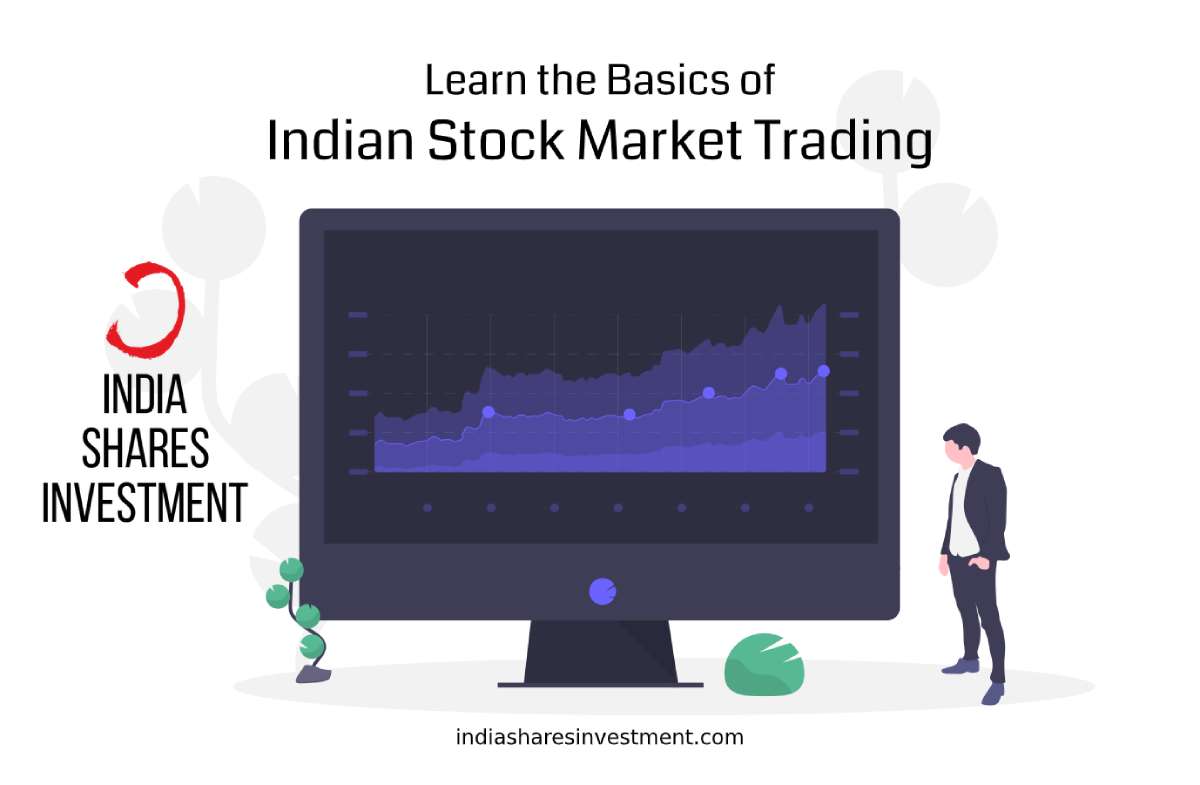 Learn the Basics of
Indian Stock Market Trading
INDIA
SHARES
INVESTMENT
indiasharesinvestment.com